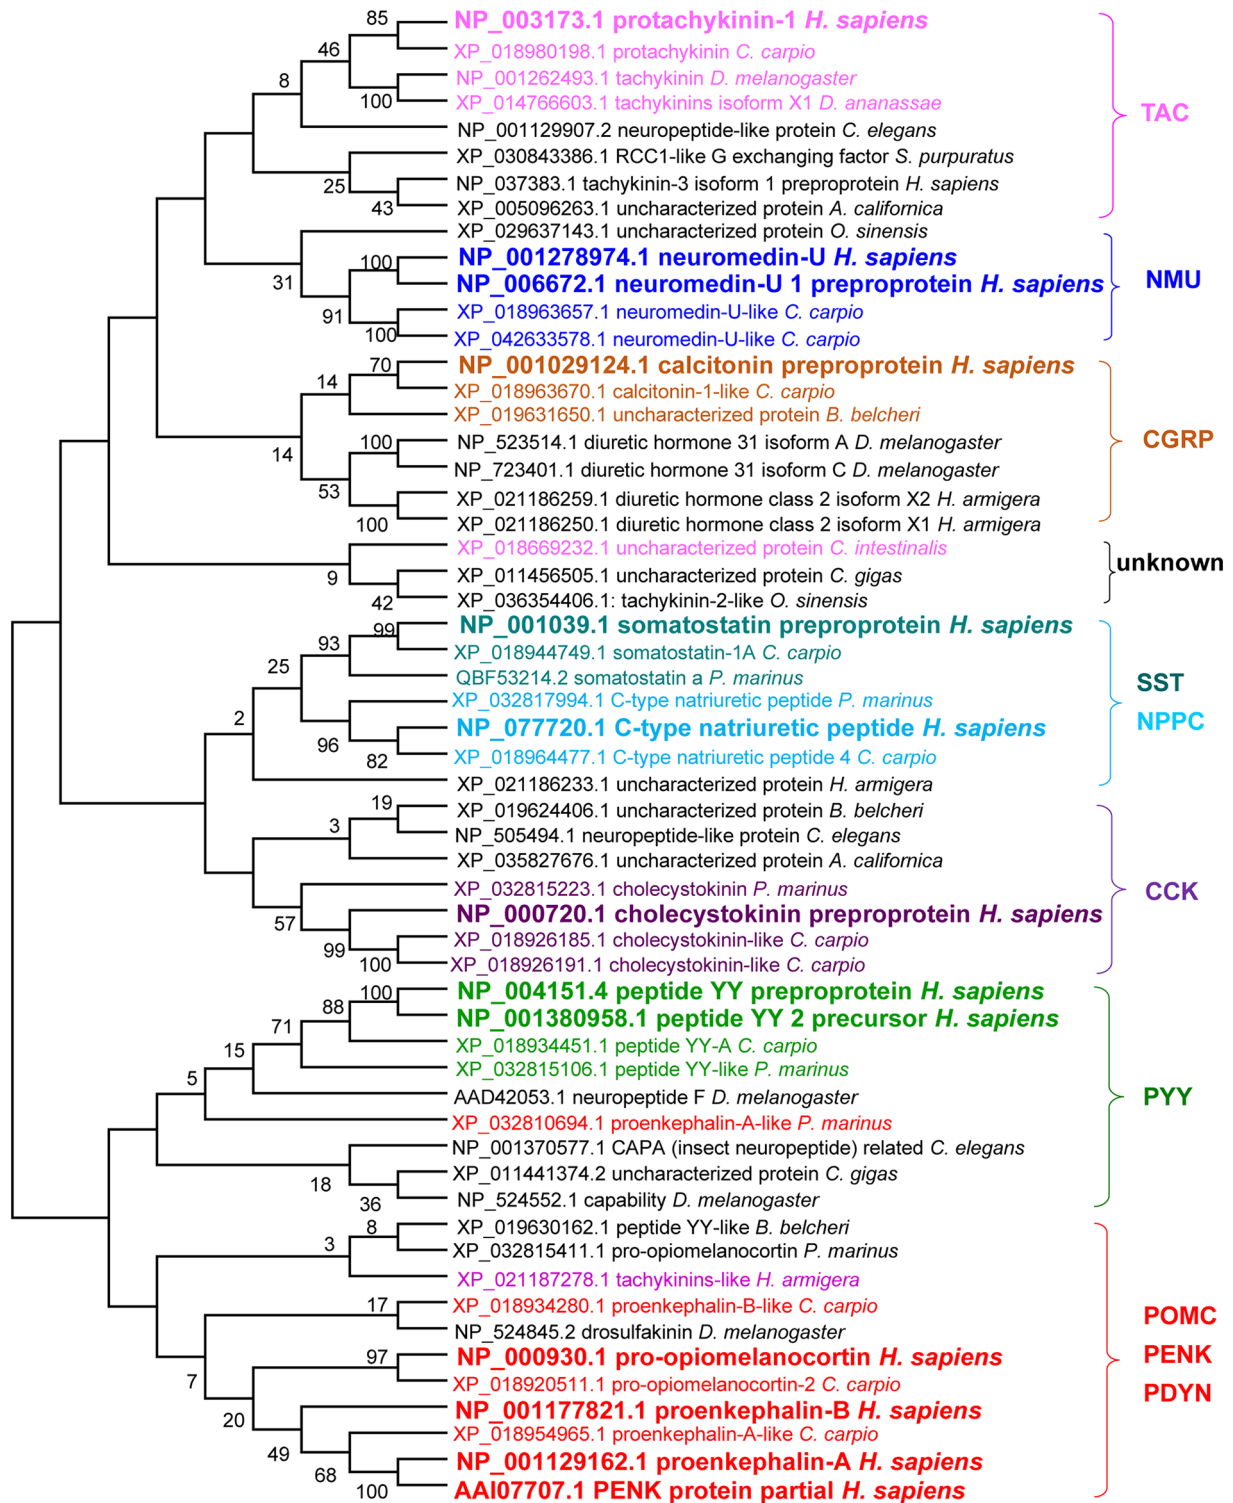 85
NP_003173.1 protachykinin-1 H. sapiens
46
XP_018980198.1 protachykinin C. carpio
8
NP_001262493.1 tachykinin D. melanogaster
100
XP_014766603.1 tachykinins isoform X1 D. ananassae
TAC
NP_001129907.2 neuropeptide-like protein C. elegans
XP_030843386.1 RCC1-like G exchanging factor S. purpuratus
25
NP_037383.1 tachykinin-3 isoform 1 preproprotein H. sapiens
43
XP_005096263.1 uncharacterized protein A. californica
XP_029637143.1 uncharacterized protein O. sinensis
100
NP_001278974.1 neuromedin-U H. sapiens
31
NP_006672.1 neuromedin-U 1 preproprotein H. sapiens
NMU
91
XP_018963657.1 neuromedin-U-like C. carpio
100
XP_042633578.1 neuromedin-U-like C. carpio
70
NP_001029124.1 calcitonin preproprotein H. sapiens
14
XP_018963670.1 calcitonin-1-like C. carpio
XP_019631650.1 uncharacterized protein B. belcheri
14
100
NP_523514.1 diuretic hormone 31 isoform A D. melanogaster
CGRP
NP_723401.1 diuretic hormone 31 isoform C D. melanogaster
53
XP_021186259.1 diuretic hormone class 2 isoform X2 H. armigera
100
XP_021186250.1 diuretic hormone class 2 isoform X1 H. armigera
XP_018669232.1 uncharacterized protein C. intestinalis
unknown
9
XP_011456505.1 uncharacterized protein C. gigas
42
XP_036354406.1: tachykinin-2-like O. sinensis
99
NP_001039.1 somatostatin preproprotein H. sapiens
93
XP_018944749.1 somatostatin-1A C. carpio
25
QBF53214.2 somatostatin a P. marinus
SST
XP_032817994.1 C-type natriuretic peptide P. marinus
2
NPPC
96
NP_077720.1 C-type natriuretic peptide H. sapiens
82
XP_018964477.1 C-type natriuretic peptide 4 C. carpio
XP_021186233.1 uncharacterized protein H. armigera
19
XP_019624406.1 uncharacterized protein B. belcheri
3
NP_505494.1 neuropeptide-like protein C. elegans
XP_035827676.1 uncharacterized protein A. californica
XP_032815223.1 cholecystokinin P. marinus
CCK
57
NP_000720.1 cholecystokinin preproprotein H. sapiens
99
XP_018926185.1 cholecystokinin-like C. carpio
100
XP_018926191.1 cholecystokinin-like C. carpio
100
NP_004151.4 peptide YY preproprotein H. sapiens
88
NP_001380958.1 peptide YY 2 precursor H. sapiens
71
XP_018934451.1 peptide YY-A C. carpio
15
XP_032815106.1 peptide YY-like P. marinus
5
AAD42053.1 neuropeptide F D. melanogaster
PYY
XP_032810694.1 proenkephalin-A-like P. marinus
NP_001370577.1 CAPA (insect neuropeptide) related C. elegans
18
XP_011441374.2 uncharacterized protein C. gigas
36
NP_524552.1 capability D. melanogaster
8
XP_019630162.1 peptide YY-like B. belcheri
3
XP_032815411.1 pro-opiomelanocortin P. marinus
XP_021187278.1 tachykinins-like H. armigera
17
XP_018934280.1 proenkephalin-B-like C. carpio
POMC
NP_524845.2 drosulfakinin D. melanogaster
97
NP_000930.1 pro-opiomelanocortin H. sapiens
PENK
7
XP_018920511.1 pro-opiomelanocortin-2 C. carpio
PDYN
20
NP_001177821.1 proenkephalin-B H. sapiens
49
XP_018954965.1 proenkephalin-A-like C. carpio
68
NP_001129162.1 proenkephalin-A H. sapiens
100
AAI07707.1 PENK protein partial H. sapiens